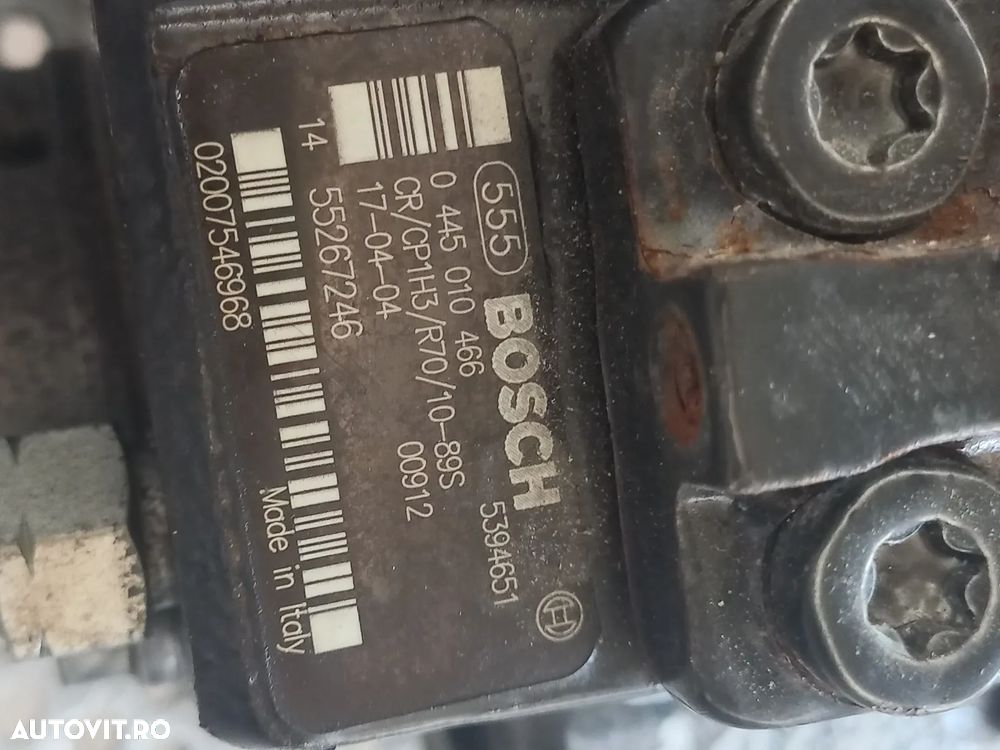 555 BOSCH
0 445 010 466 5394651
CR/CP1H3/R70/10-89S
17-04-04 00912
55267246
14
Made in Italy
02007546968
AUTOVIT.RO